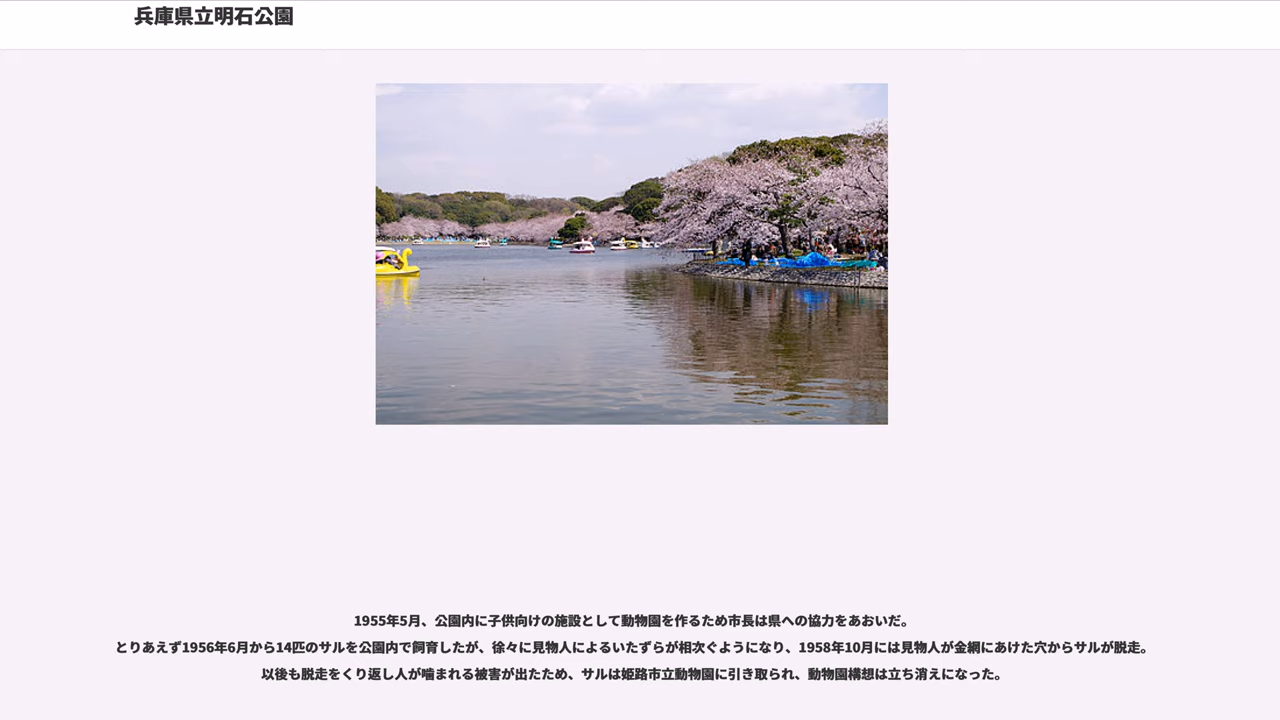 兵庫県立明石公園
1955年5月、公園内に子供向けの施設として動物園を作るため市長は県への協力をあおいだ。
とりあえず1956年6月から14匹のサルを公園内で飼育したが、徐々に見物人によるいたずらが相次ぐようになり、1958年10月には見物人が金網にあけた穴からサルが脱走。
以後も脱走をくり返し人が噛まれる被害が出たため、サルは姫路市立動物園に引き取られ、動物園構想は立ち消えになった。